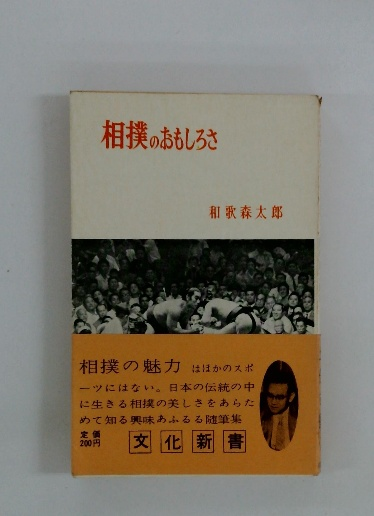 相撲のおもしろさ
和歌森太郎
相撲の魅力 はほかのスポ
ーツにはない。日本の伝統の中
に生きる相撲の美しさをあらた
めて知る興味あふるる随筆集
定価
200円
文化新書